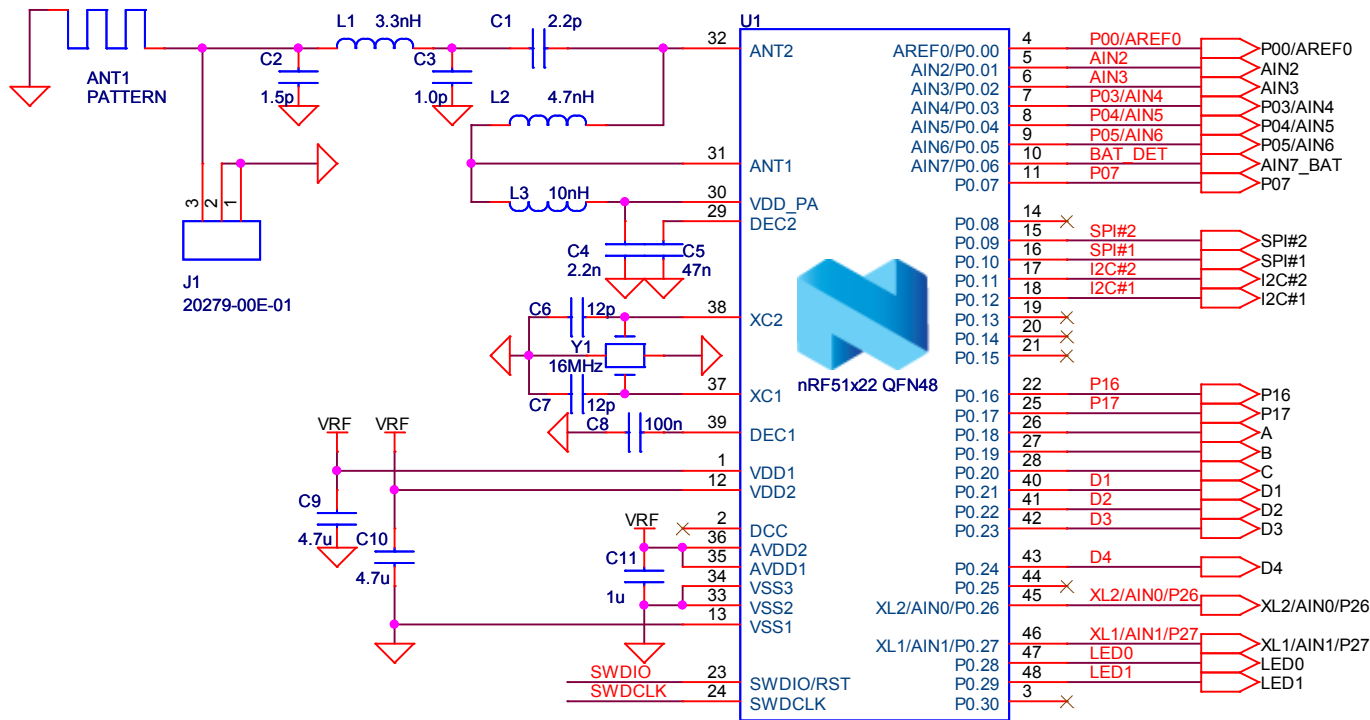 U1
nRF51x22 QFN48
ANT1
PATTERN
C2
1.5p
L1 3.3nH
C3
1.0p
C1 2.2p
L2 4.7nH
L3 10nH
C4
2.2n
C5
47n
3 2 1
J1
20279-00E-01
C6 12p
Y1
16MHz
C7 12p
C8 100n
VRF
VRF
C9
4.7u
C10
4.7u
VRF
C11
1u
32 ANT2
31 ANT1
30 VDD_PA
29 DEC2
38 XC2
37 XC1
39 DEC1
1 VDD1
12 VDD2
2 DCC
36 AVDD2
35 AVDD1
34 VSS3
33 VSS2
13 VSS1
SWDIO 23 SWDIO/RST
SWDCLK 24 SWDCLK
AREF0/P0.00 4 P00/AREF0 P00/AREF0
AIN2/P0.01 5 AIN2 AIN2
AIN3/P0.02 6 AIN3 AIN3
AIN4/P0.03 7 P03/AIN4 P03/AIN4
AIN5/P0.04 8 P04/AIN5 P04/AIN5
AIN6/P0.05 9 P05/AIN6 P05/AIN6
AIN7/P0.06 10 BAT_DET AIN7_BAT
P0.07 11 P07 P07
P0.08 14
P0.09 15 SPI#2 SPI#2
P0.10 16 SPI#1 SPI#1
P0.11 17 I2C#2 I2C#2
P0.12 18 I2C#1 I2C#1
P0.13 19
P0.14 20
P0.15 21
P0.16 22 P16 P16
P0.17 25 P17 P17
P0.18 26 A
P0.19 27 B
P0.20 28 C
P0.21 40 D1 D1
P0.22 41 D2 D2
P0.23 42 D3 D3
P0.24 43 D4 D4
P0.25 44
XL2/AIN0/P0.26 45 XL2/AIN0/P26 XL2/AIN0/P26
XL1/AIN1/P0.27 46 XL1/AIN1/P27 XL1/AIN1/P27
P0.28 47 LED0 LED0
P0.29 48 LED1 LED1
P0.30 3